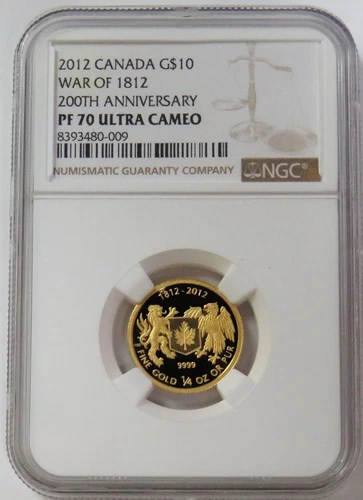 2012 CANADA G$10
WAR OF 1812
200TH ANNIVERSARY
PF 70 ULTRA CAMEO
8393480-009
NUMISMATIC GUARANTY COMPANY
NGC®
1812-2012
9999
FINE GOLD 1/4 OZ OR PUR